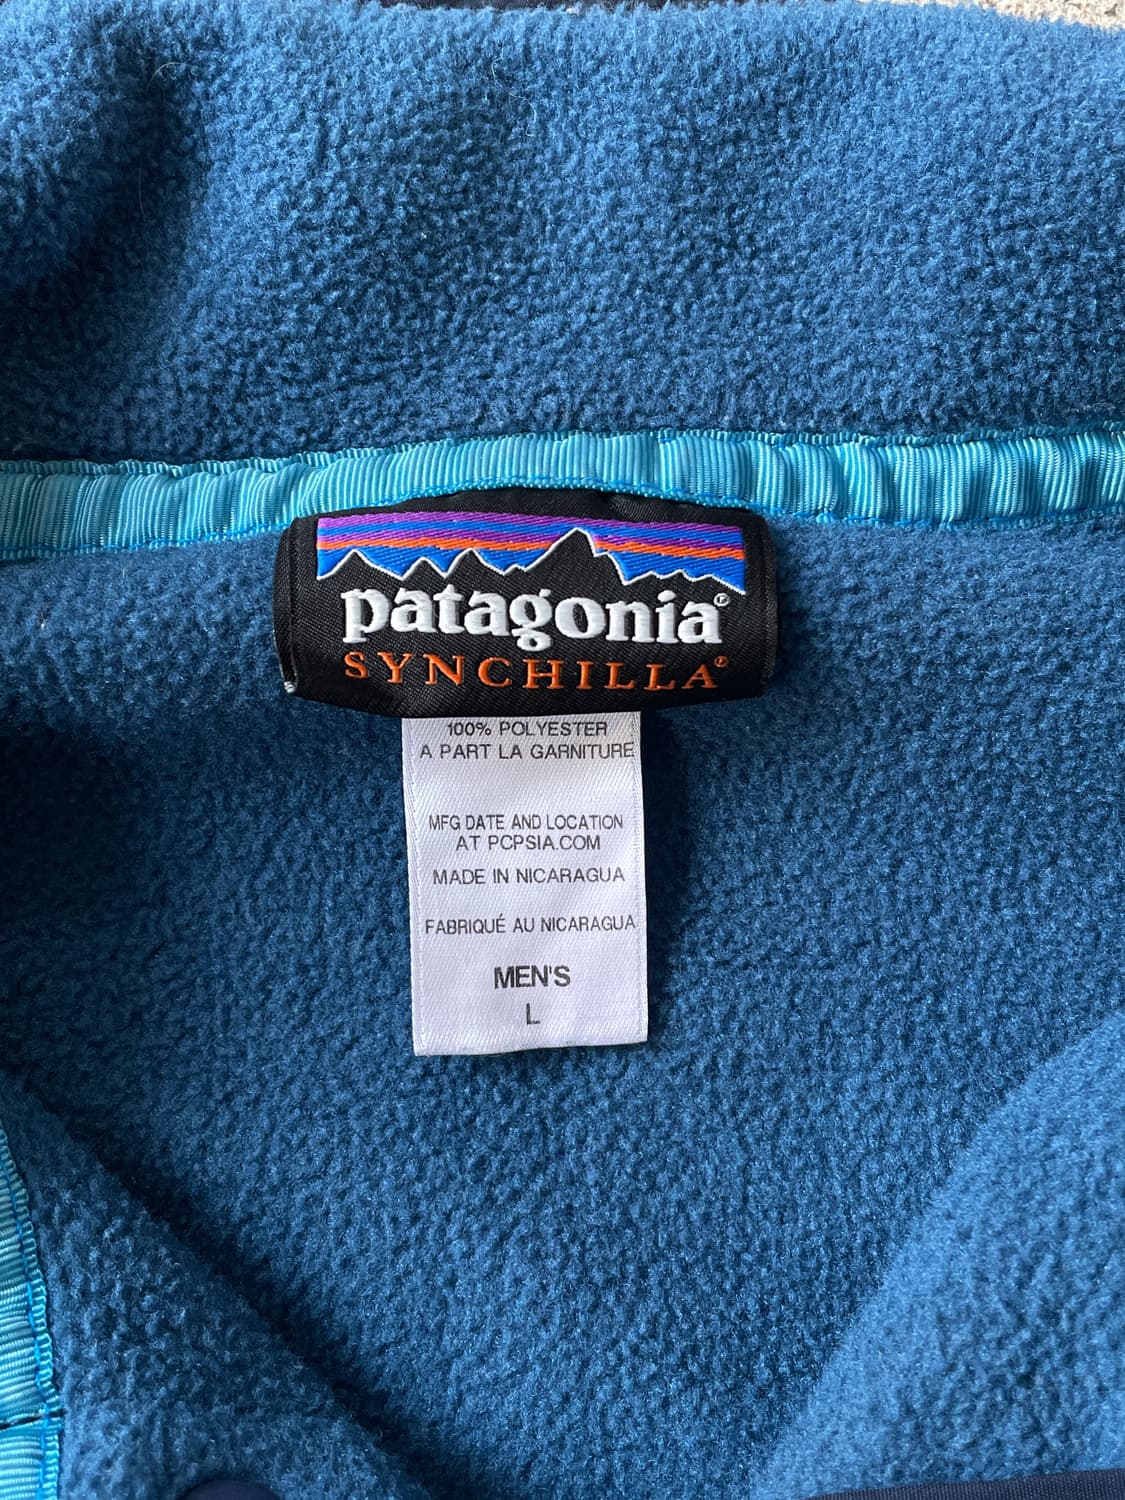 patagonia®
SYNCHILLA®
100% POLYESTER
A PART LA GARNITURE
MFG DATE AND LOCATION
AT PCPSIA.COM
MADE IN NICARAGUA
FABRIQUÉ AU NICARAGUA
MEN'S
L